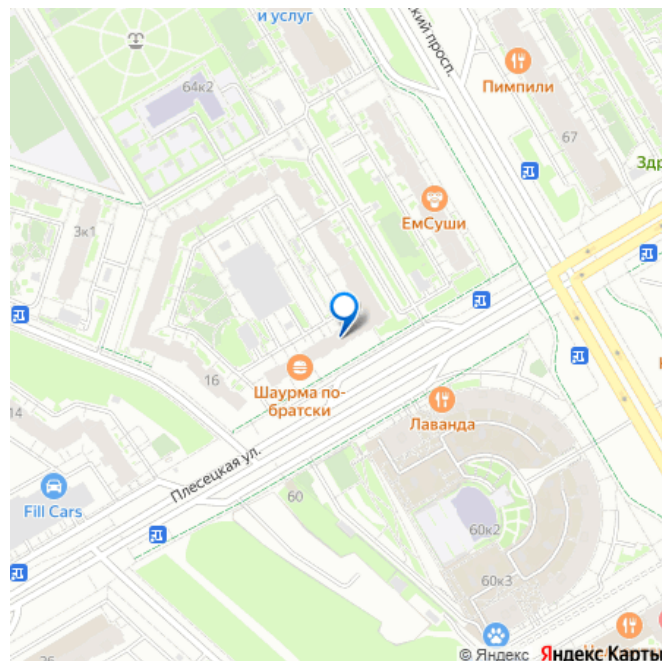 и услуг
кий просп.
Пимпили
64к2
67
Здр
ЕмСуши
3к1
16
Шаурма по-
братски
14
Лаванда
Плесецкая ул.
Fill Cars
60
60к2
60к3
© Яндекс Яндекс Карты